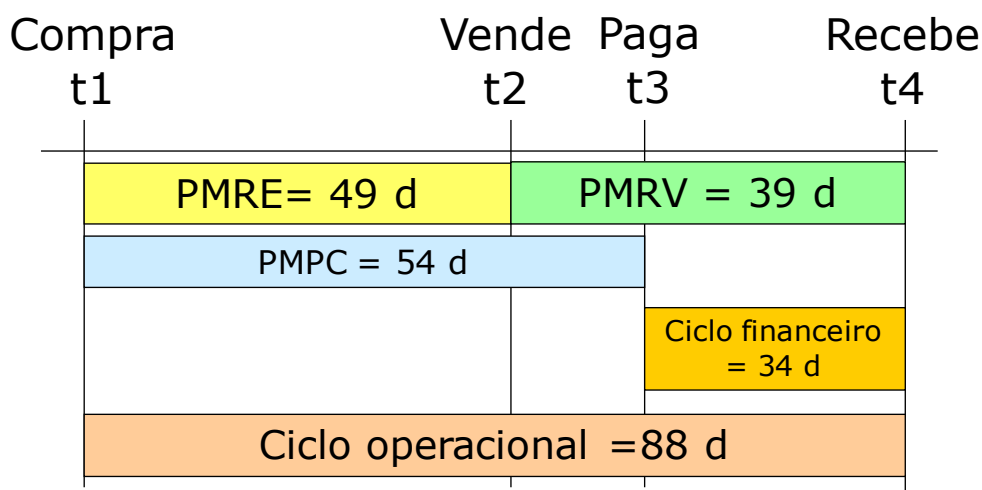 Compra Vende Paga Recebe
t1 t2 t3 t4
PMRE= 49 d PMRV = 39 d
PMPC = 54 d
Ciclo financeiro
= 34 d
Ciclo operacional =88 d